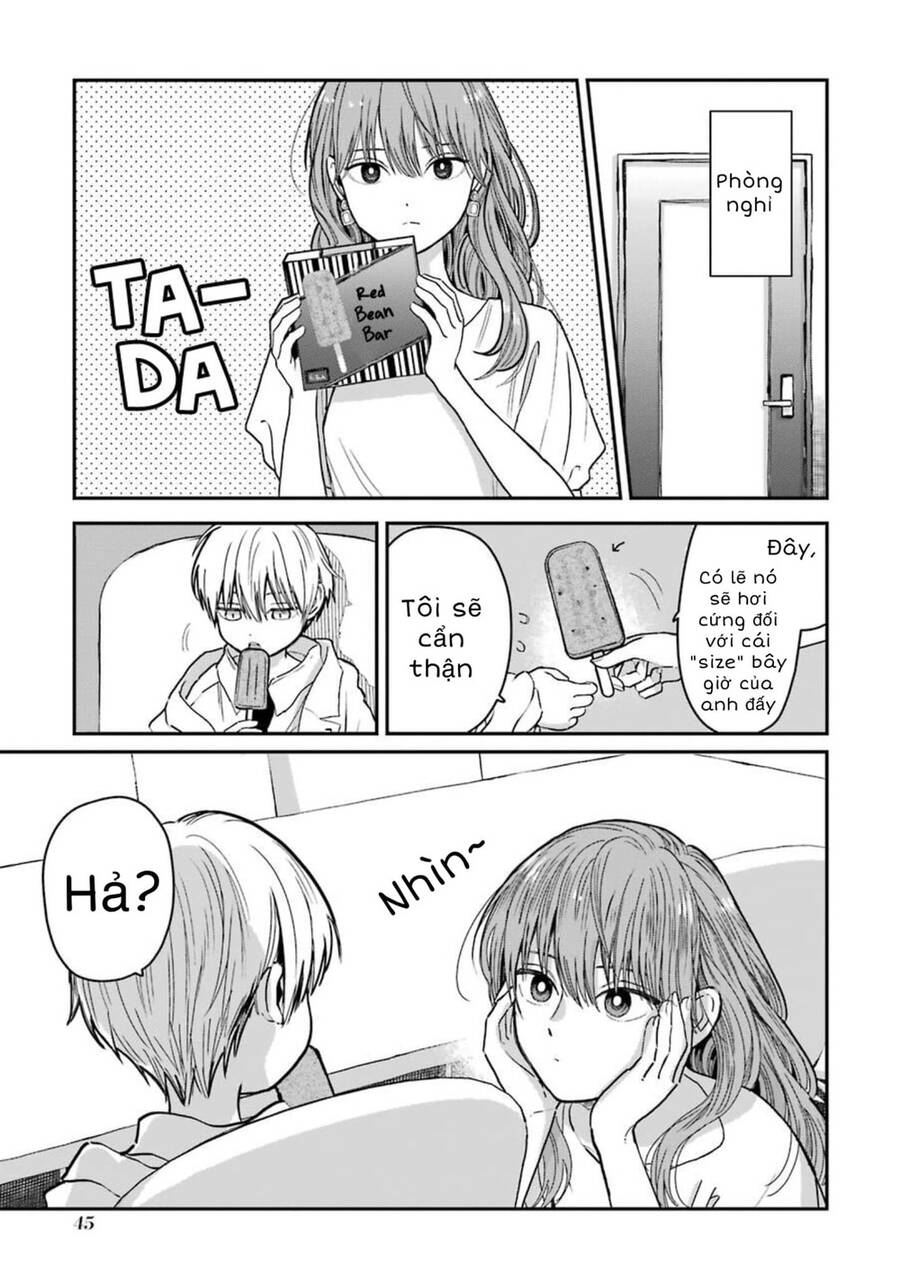 Phòng
nghi
TA-
DA
Red
Bean
Bar
Đây,
Có lẽ nó
sẽ hơi
cứng đối
với cái
"size" bây
giờ của
anh đấy
Tôi sẽ
cẩn
thận
Nhìn~
Hả?
45